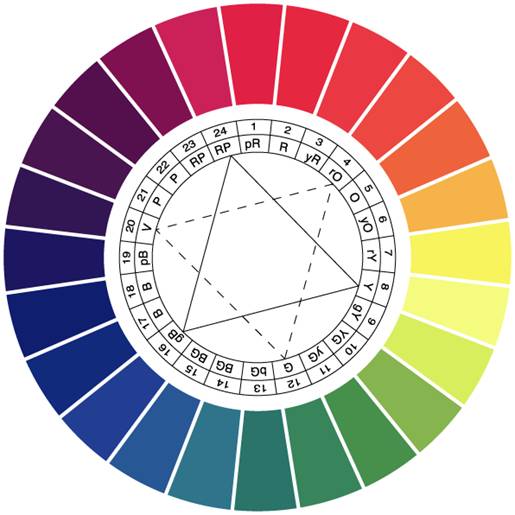 1 pR
2 R
3 yR
4 rO
5 O
6 yO
7 rY
8 Y
9 gY
10 YG
11 yG
12 G
13 bG
14 BG
15 BG
16 gB
17 B
18 B
19 pB
20 V
21 P
22 P
23 RP
24 RP